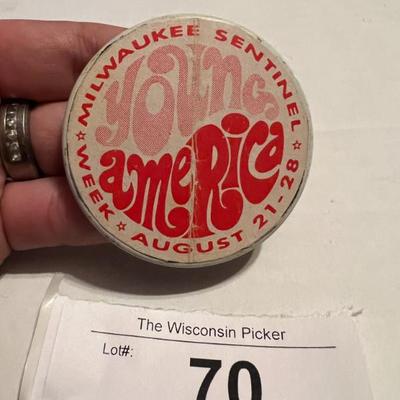 MILWAUKEE SENTINEL
young
america
WEEK ☆ AUGUST 21-28 ☆
The Wisconsin Picker
Lot#:
70